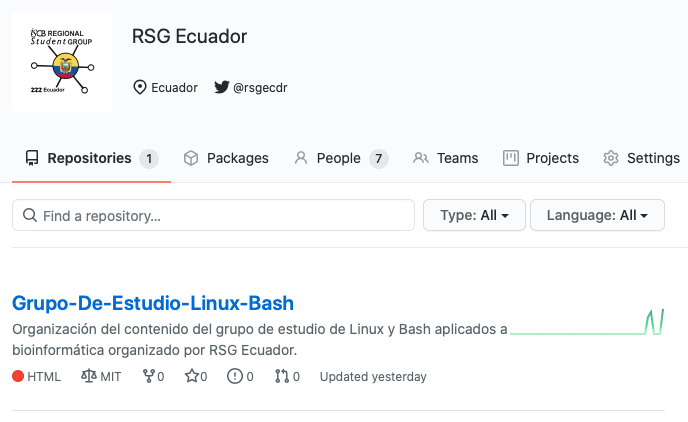 REGIONAL
Student GROUP
Ecuador
RSG Ecuador
Ecuador @rsgecdr
Repositories 1 Packages People 7 Teams Projects Settings
Find a repository... Type: All Language: All
Grupo-De-Estudio-Linux-Bash
Organización del contenido del grupo de estudio de Linux y Bash aplicados a
bioinformática organizado por RSG Ecuador.
HTML MIT 0 0 0 0 Updated yesterday